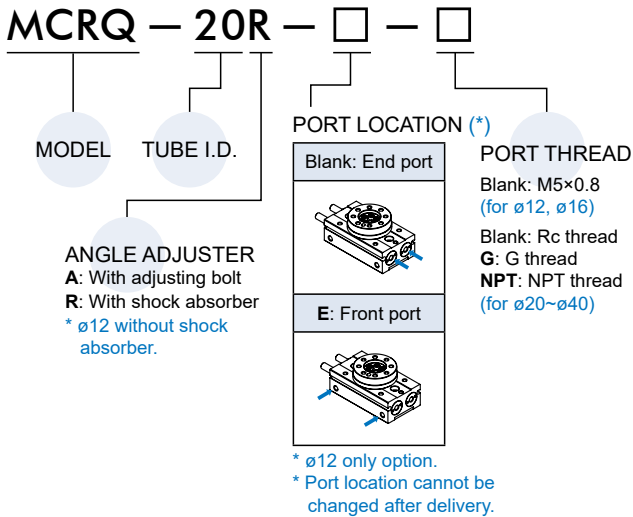 MCRQ — 20R — □ — □
MODEL
TUBE I.D.
ANGLE ADJUSTER
A: With adjusting bolt
R: With shock absorber
* ø12 without shock
absorber.
PORT LOCATION (*)
Blank: End port
E: Front port
* ø12 only option.
* Port location cannot be
changed after delivery.
PORT THREAD
Blank: M5×0.8
(for ø12, ø16)
Blank: Rc thread
G: G thread
NPT: NPT thread
(for ø20~ø40)